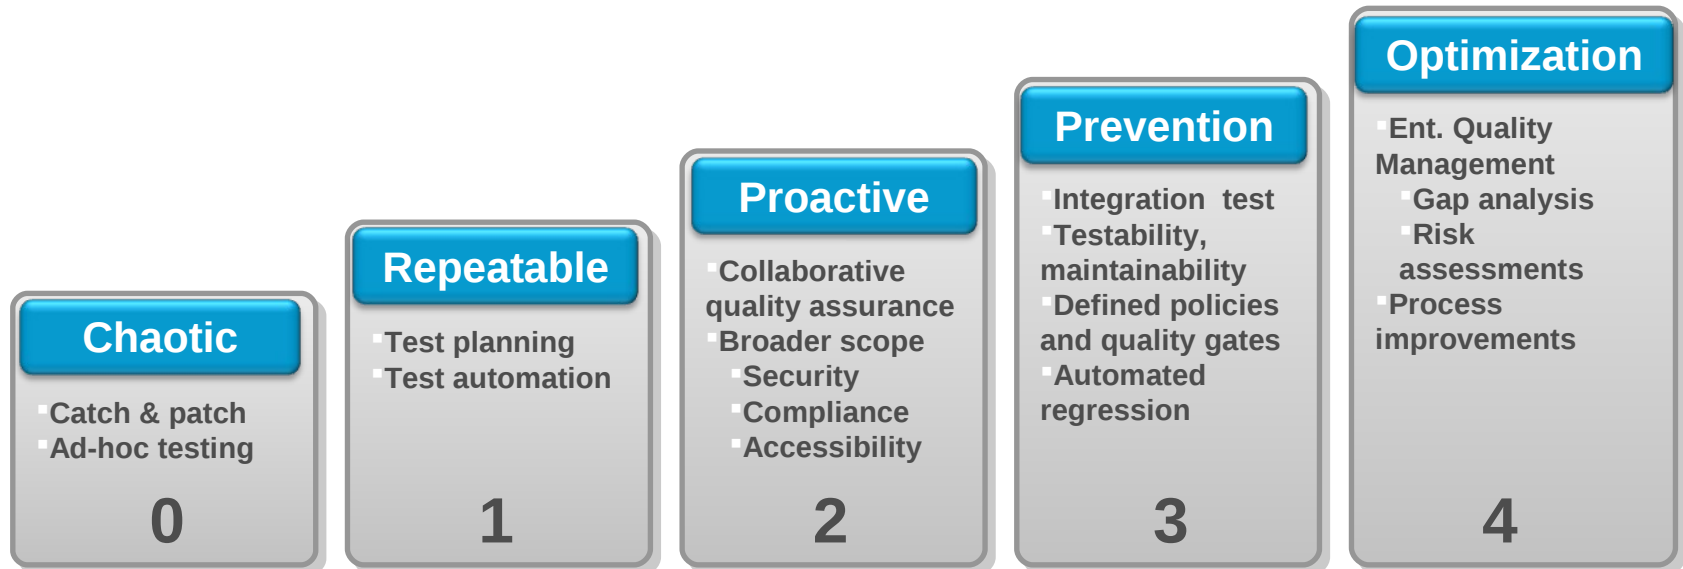 Chaotic
Catch & patch
Ad-hoc testing
0
Repeatable
Test planning
Test automation
1
Proactive
Collaborative
quality assurance
Broader scope
Security
Compliance
Accessibility
2
Prevention
Integration test
Testability,
maintainability
Defined policies
and quality gates
Automated
regression
3
Optimization
Ent. Quality
Management
Gap analysis
Risk
assessments
Process
improvements
4